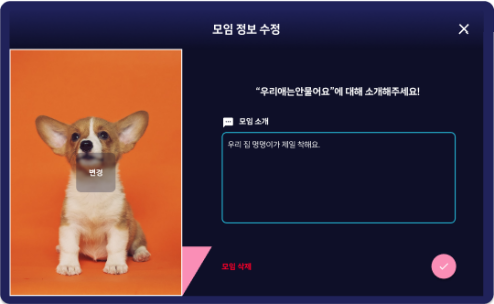 모임 정보 수정
“우리애는안물어요”에 대해 소개해주세요!
모임 소개
우리 집 멍멍이가 제일 착해요.
변경
모임 삭제